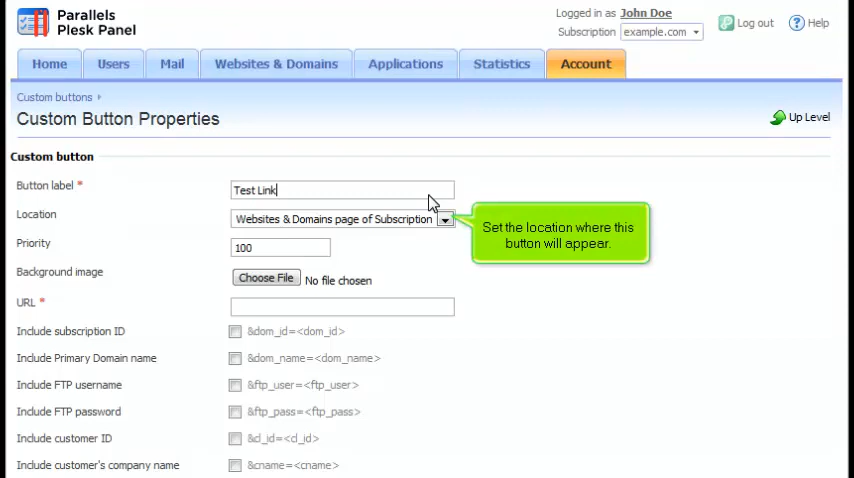 Parallels
Plesk Panel
Logged in as John Doe
Subscription example.com
Log out
Help
Home
Users
Mail
Websites & Domains
Applications
Statistics
Account
Custom buttons
Custom Button Properties
Up Level
Custom button
Button label *
Test Link
Location
Websites & Domains page of Subscription
Set the location where this
button will appear.
Priority
100
Background image
Choose File No file chosen
URL *
Include subscription ID
&dom_id=<dom_id>
Include Primary Domain name
&dom_name=<dom_name>
Include FTP username
&ftp_user=<ftp_user>
Include FTP password
&ftp_pass=<ftp_pass>
Include customer ID
&cl_id=<cl_id>
Include customer's company name
&cname=<cname>